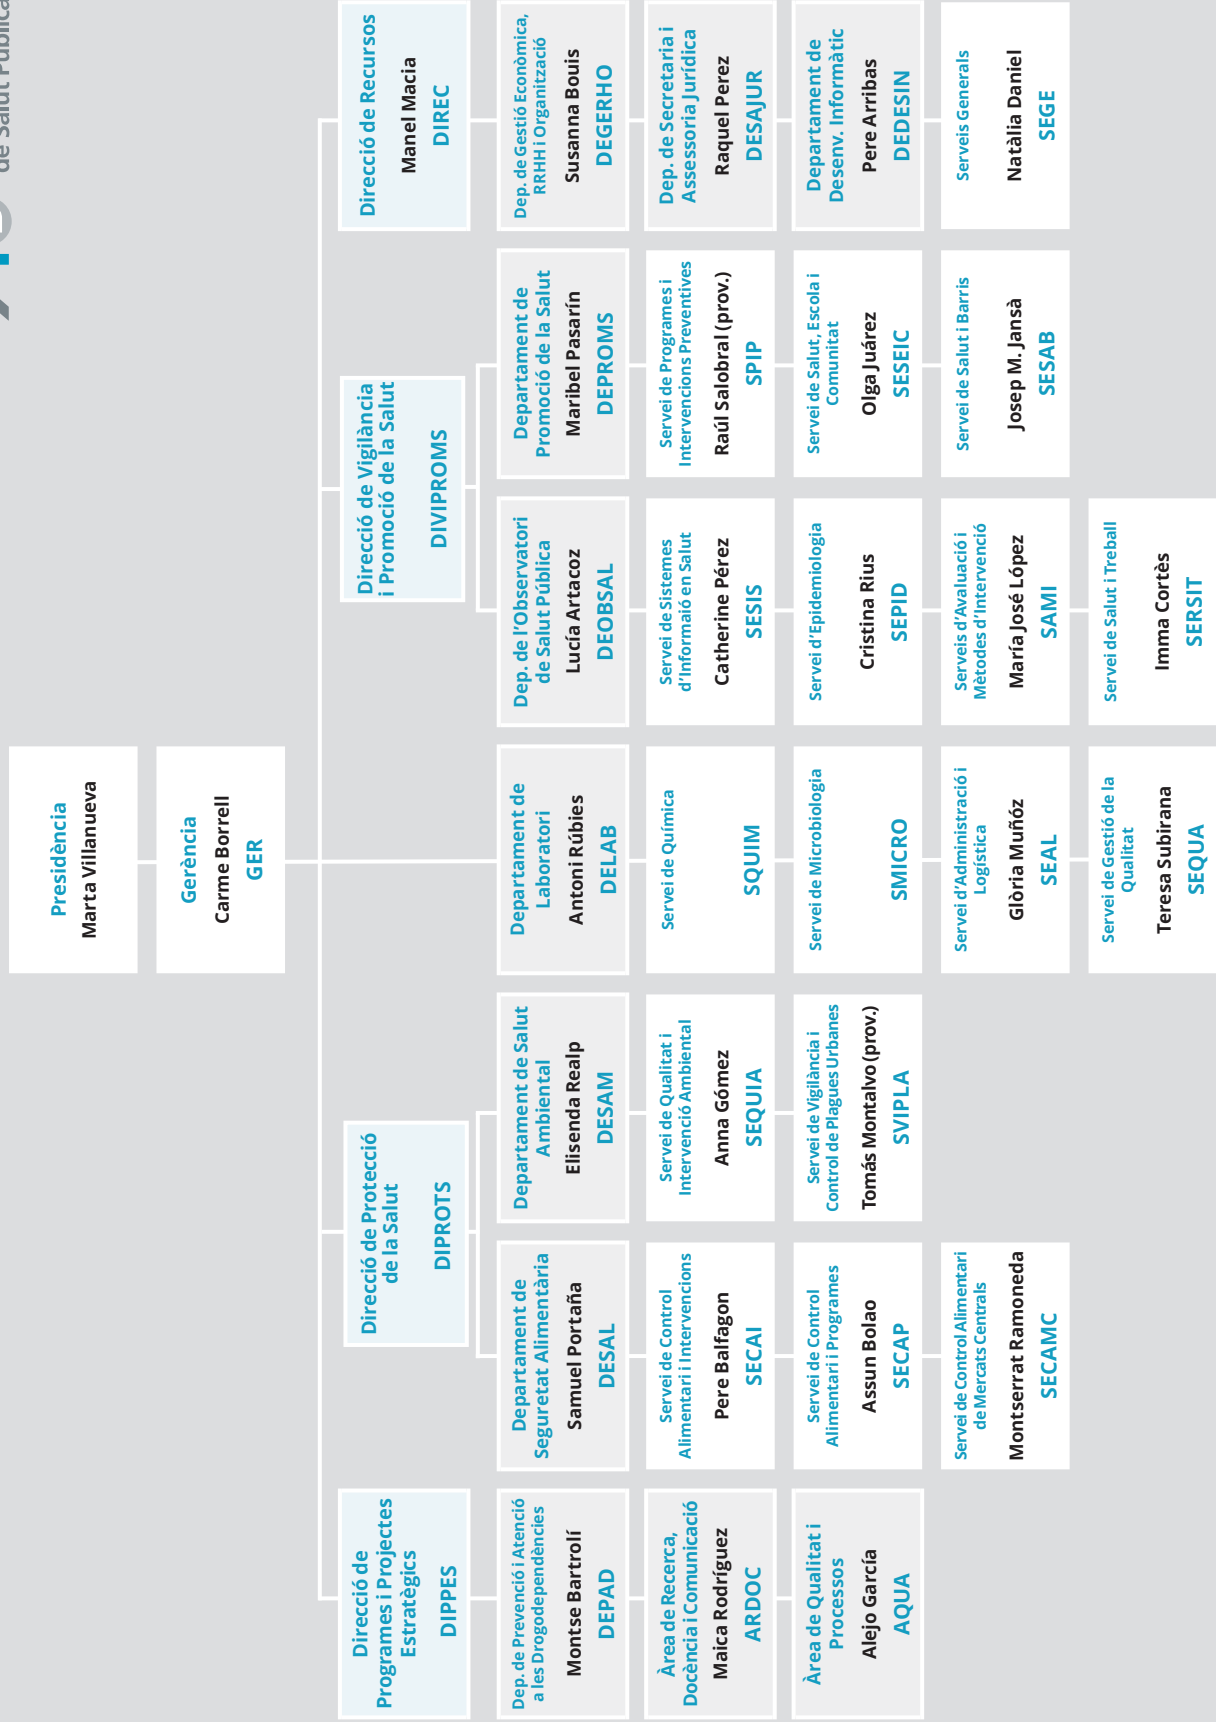 de Salut Pública
Presidència
Marta Villanueva
Gerència
Carme Borrell
GER
Direcció de
Programes i Projectes
Estratègics
DIPPES
Direcció de Protecció
de la Salut
DIPROTS
Direcció de Vigilància
i Promoció de la Salut
DIVIPROMS
Direcció de Recursos
Manel Macia
DIREC
Dep. de Prevenció i Atenció
a les Drogodependències
Montse Bartrolí
DEPAD
Departament de
Seguretat Alimentària
Samuel Portaña
DESAL
Departament de Salut
Ambiental
Elisenda Realp
DESAM
Departament de
Laboratori
Antoni Rúbies
DELAB
Dep. de l'Observatori
de Salut Pública
Lucía Artacoz
DEOBSAL
Departament de
Promoció de la Salut
Maribel Pasarín
DEPROMS
Dep. de Gestió Econòmica,
RRHH i Organització
Susanna Bouis
DEGERHO
Àrea de Recerca,
Docència i Comunicació
Maica Rodríguez
ARDOC
Servei de Control
Alimentari i Intervencions
Pere Balfagon
SECAI
Servei de Qualitat i
Intervenció Ambiental
Anna Gómez
SEQUIA
Servei de Química
SQUIM
Servei de Sistemes
d'Informaió en Salut
Catherine Pérez
SESIS
Servei de Programes i
Intervencions Preventives
Raúl Salobral (prov.)
SPIP
Dep. de Secretaria i
Assessoria Jurídica
Raquel Perez
DESAJUR
Àrea de Qualitat i
Processos
Alejo García
AQUA
Servei de Control
Alimentari i Programes
Assun Bolao
SECAP
Servei de Vigilància i
Control de Plagues Urbanes
Tomás Montalvo (prov.)
SVIPLA
Servei de Microbiologia
SMICRO
Servei d'Epidemiologia
Cristina Rius
SEPID
Servei de Salut, Escola i
Comunitat
Olga Juárez
SESEIC
Departament de
Desenv. Informàtic
Pere Arribas
DEDESIN
Servei de Control Alimentari
de Mercats Centrals
Montserrat Ramoneda
SECAMC
Servei d'Administració i
Logística
Glòria Muñóz
SEAL
Serveis d'Avaluació i
Mètodes d'Intervenció
María José López
SAMI
Servei de Salut i Barris
Josep M. Jansà
SESAB
Serveis Generals
Natàlia Daniel
SEGE
Servei de Gestió de la
Qualitat
Teresa Subirana
SEQUA
Servei de Salut i Treball
Imma Cortès
SERSIT